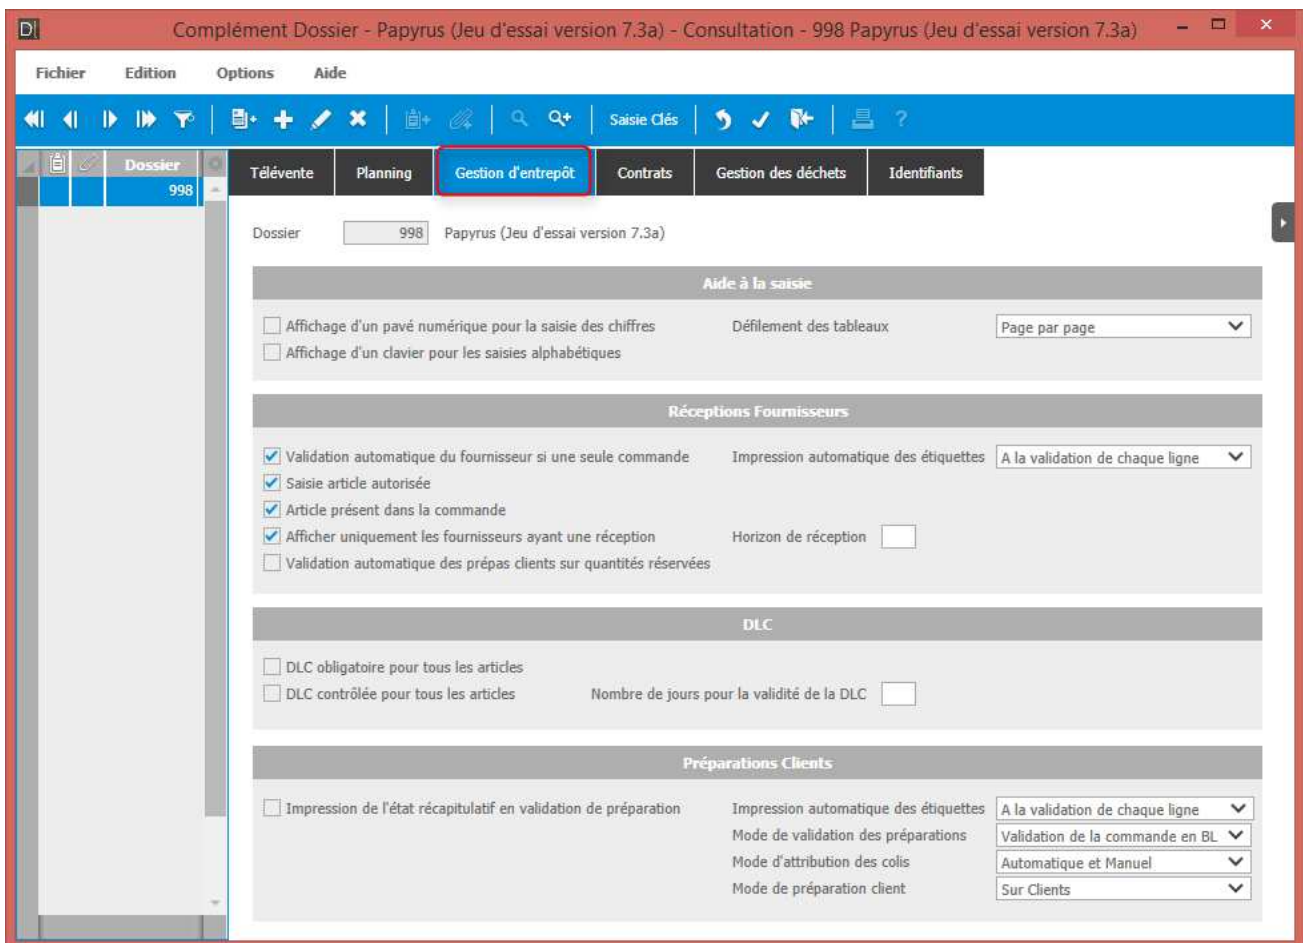 Complément Dossier - Papyrus (Jeu d'essai version 7.3a) - Consultation - 998 Papyrus (Jeu d'essai version 7.3a)
Fichier Edition Options Aide
Saisie Clés ?
Dossier
998
Télévente Planning Gestion d'entrepôt Contrats Gestion des déchets Identifiants
Dossier 998 Papyrus (Jeu d'essai version 7.3a)
Aide à la saisie
Affichage d'un pavé numérique pour la saisie des chiffres Défilement des tableaux Page par page
Affichage d'un clavier pour les saisies alphabétiques
Réceptions Fournisseurs
Validation automatique du fournisseur si une seule commande Impression automatique des étiquettes A la validation de chaque ligne
Saisie article autorisée
Article présent dans la commande
Afficher uniquement les fournisseurs ayant une réception Horizon de réception
Validation automatique des prépas clients sur quantités réservées
DLC
DLC obligatoire pour tous les articles
DLC contrôlée pour tous les articles Nombre de jours pour la validité de la DLC
Préparations Clients
Impression de l'état récapitulatif en validation de préparation Impression automatique des étiquettes A la validation de chaque ligne
Mode de validation des préparations Validation de la commande en BL
Mode d'attribution des colis Automatique et Manuel
Mode de préparation client Sur Clients